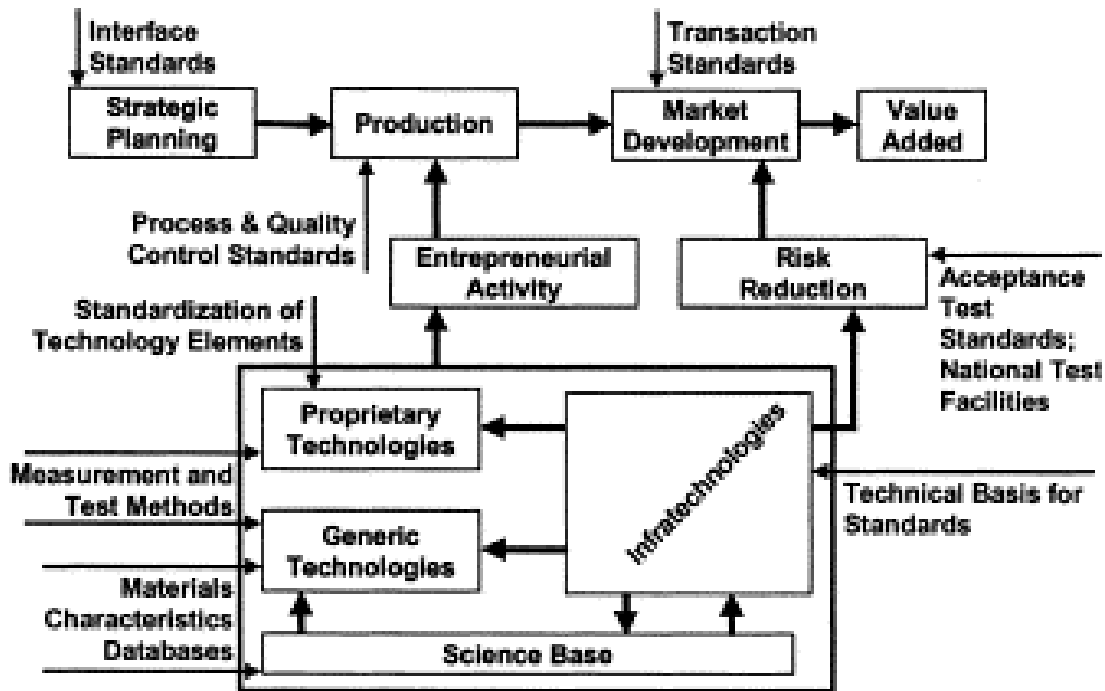 Interface
Standards
Transaction
Standards
Strategic
Planning
Production
Market
Development
Value
Added
Process & Quality
Control Standards
Entrepreneurial
Activity
Risk
Reduction
Acceptance
Test
Standards;
National Test
Facilities
Standardization of
Technology Elements
Proprietary
Technologies
Infratechnologies
Measurement and
Test Methods
Technical Basis for
Standards
Generic
Technologies
Materials
Characteristics
Databases
Science Base